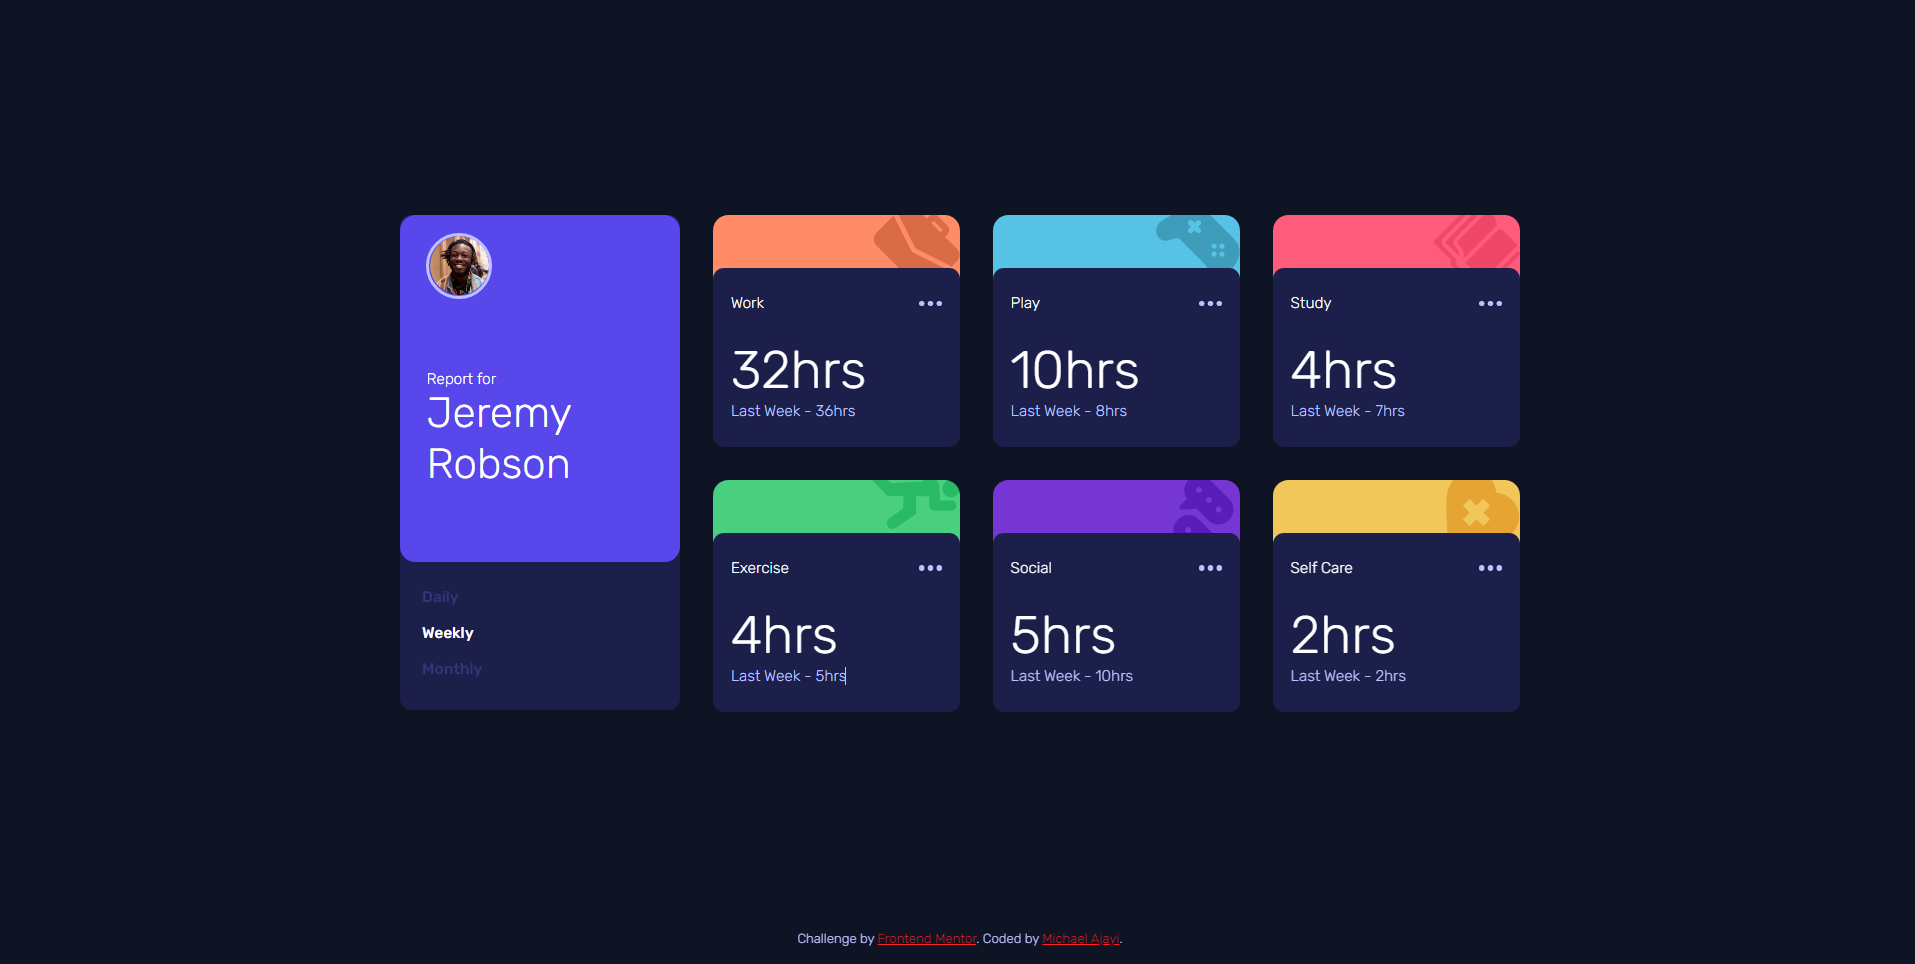 Report for
Jeremy
Robson
Daily
Weekly
Monthly
Work
32hrs
Last Week - 36hrs
Play
10hrs
Last Week - 8hrs
Study
4hrs
Last Week - 7hrs
Exercise
4hrs
Last Week - 5hrs
Social
5hrs
Last Week - 10hrs
Self Care
2hrs
Last Week - 2hrs
Challenge by Frontend Mentor. Coded by Michael Ajayi.